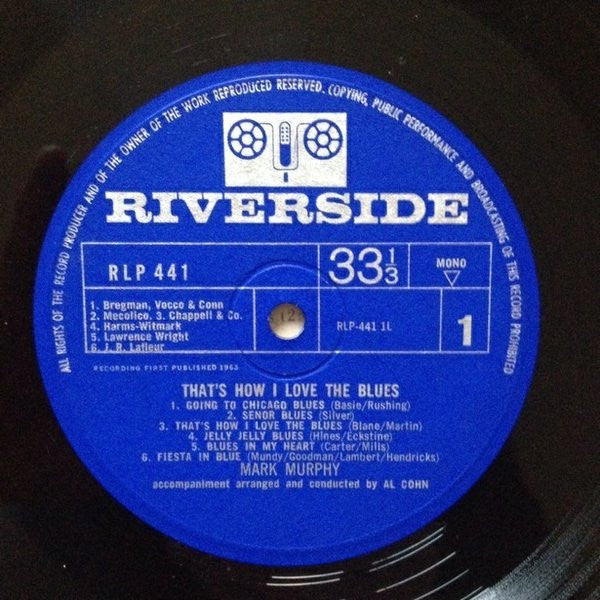 ALL RIGHTS OF THE RECORD PRODUCER AND OF THE OWNER OF THE WORK REPRODUCED RESERVED. COPYING, PUBLIC PERFORMANCE AND BROADCASTING OF THIS RECORD PROHIBITED
RIVERSIDE
RLP 441
33 1/3
MONO
1. Bregman, Vocco & Conn
2. Mecolico. 3. Chappell & Co.
4. Harms-Witmark
5. Lawrence Wright
6. J. R. Lafleur
RLP-441 1L
1
RECORDING FIRST PUBLISHED 1963
THAT'S HOW I LOVE THE BLUES
1. GOING TO CHICAGO BLUES (Basie/Rushing)
2. SENOR BLUES (Silver)
3. THAT'S HOW I LOVE THE BLUES (Blane/Martin)
4. JELLY JELLY BLUES (Hines/Eckstine)
5. BLUES IN MY HEART (Carter/Mills)
6. FIESTA IN BLUE (Mundy/Goodman/Lambert/Hendricks)
MARK MURPHY
accompaniment arranged and conducted by AL COHN